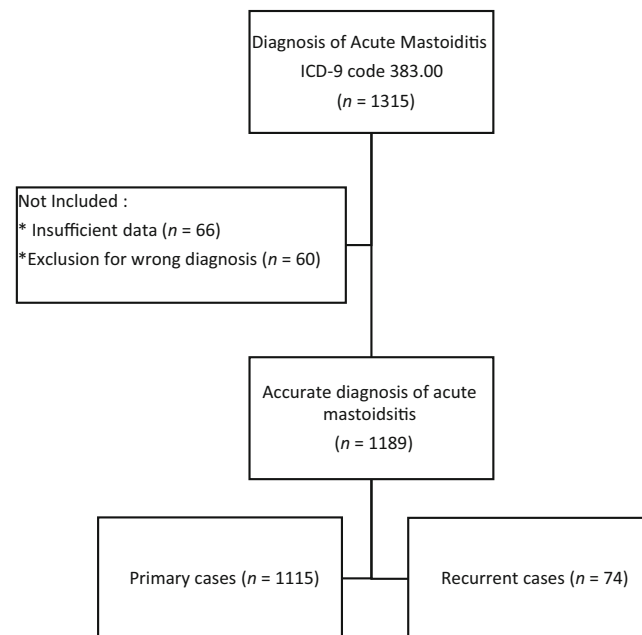 Diagnosis of Acute Mastoiditis
ICD-9 code 383.00
(n = 1315)
Not Included :
* Insufficient data (n = 66)
*Exclusion for wrong diagnosis (n = 60)
Accurate diagnosis of acute
mastoidsitis
(n = 1189)
Primary cases (n = 1115)
Recurrent cases (n = 74)